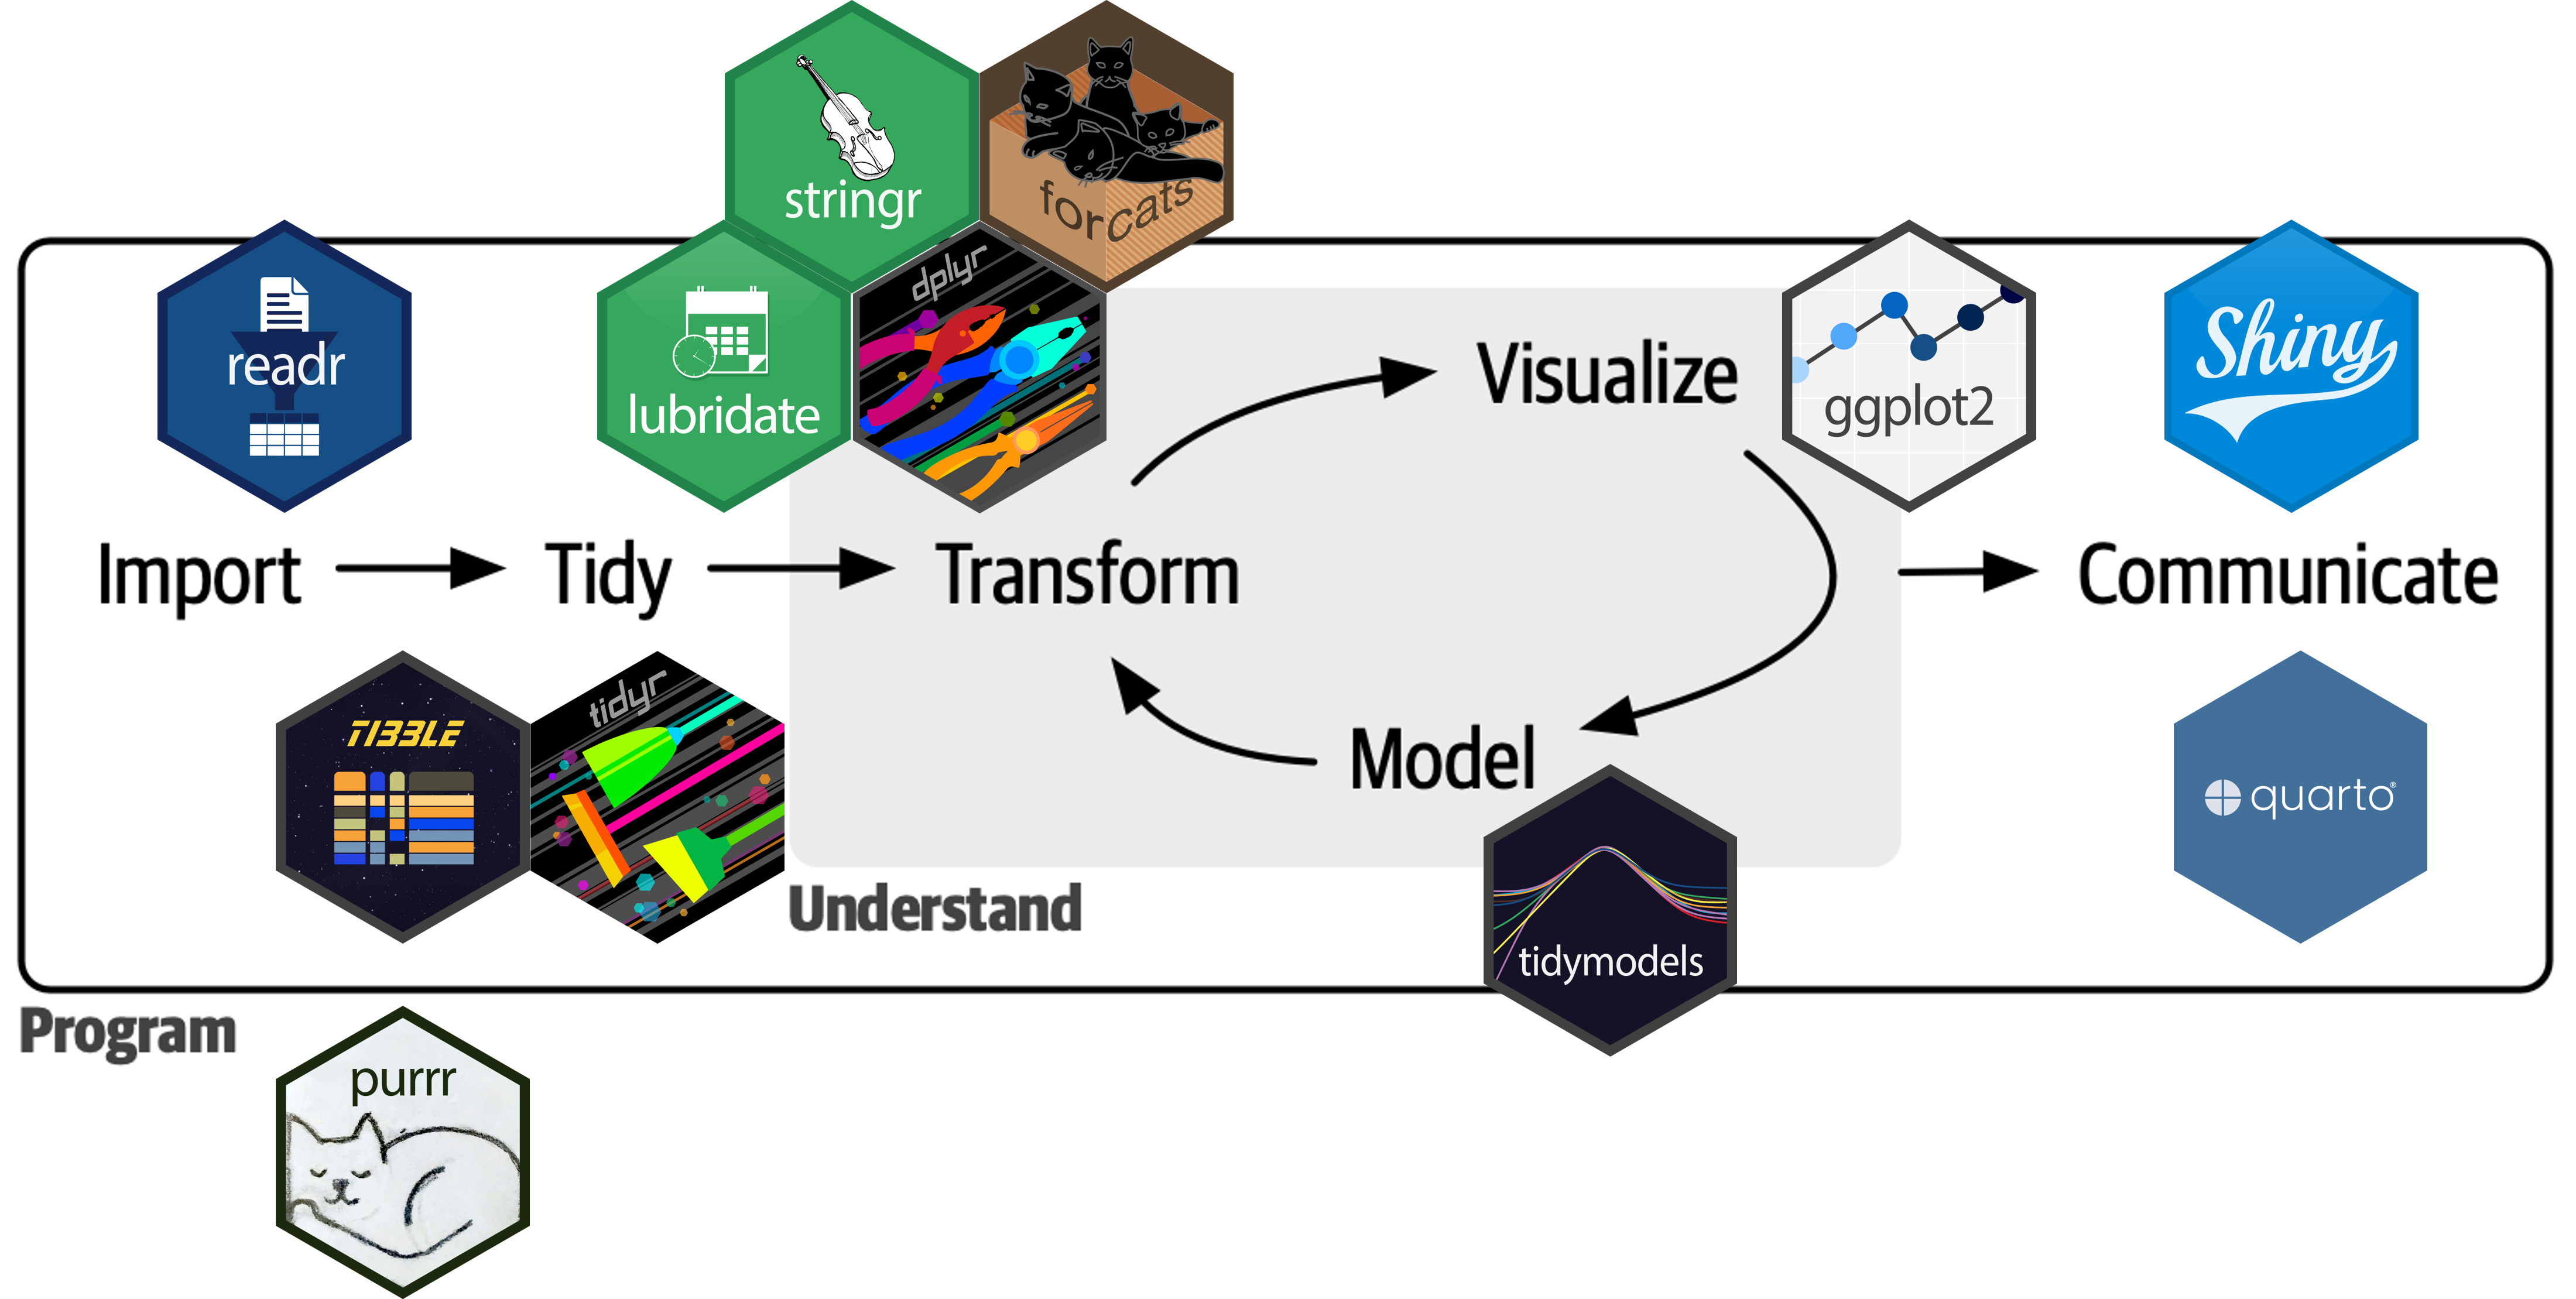 stringr
forcats
readr
lubridate
dplyr
Visualize
ggplot2
Shiny
Import
Tidy
Transform
Communicate
TIBBLE
tidyr
Model
quarto®
Understand
tidymodels
Program
purrr